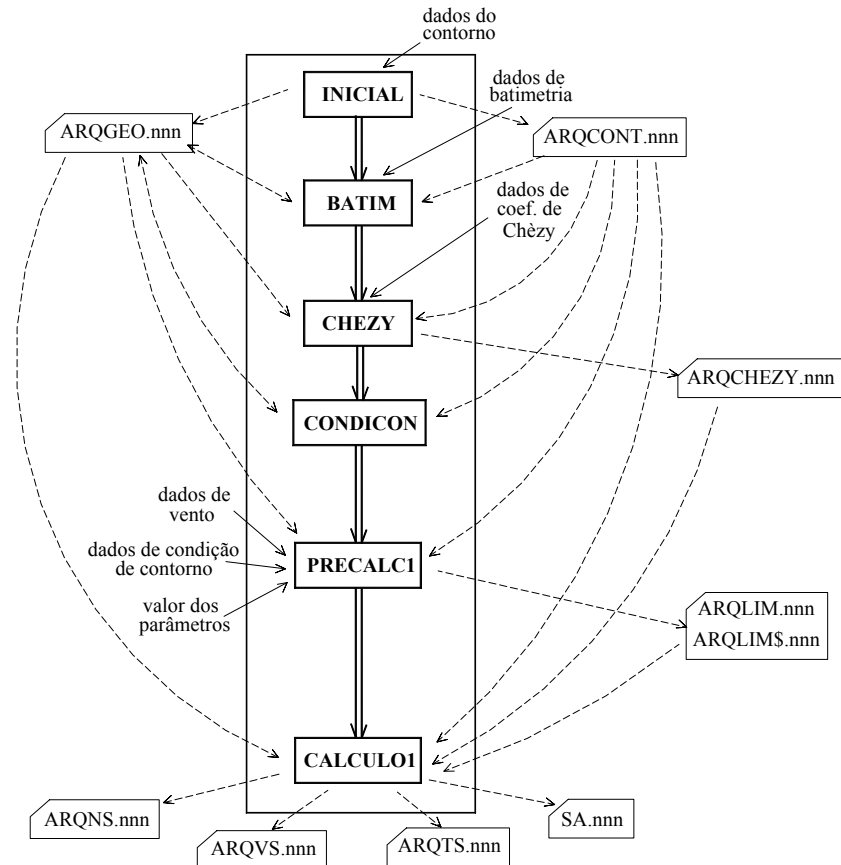 dados do
contorno
INICIAL
dados de
batimetria
ARQGEO.nnn
ARQCONT.nnn
BATIM
dados de
coef. de
Chèzy
CHEZY
ARQCHEZY.nnn
CONDICON
dados de
vento
dados de condição
de contorno
PRECALC1
valor dos
parâmetros
ARQLIM.nnn
ARQLIM$.nnn
CALCULO1
ARQNS.nnn
SA.nnn
ARQVS.nnn
ARQTS.nnn